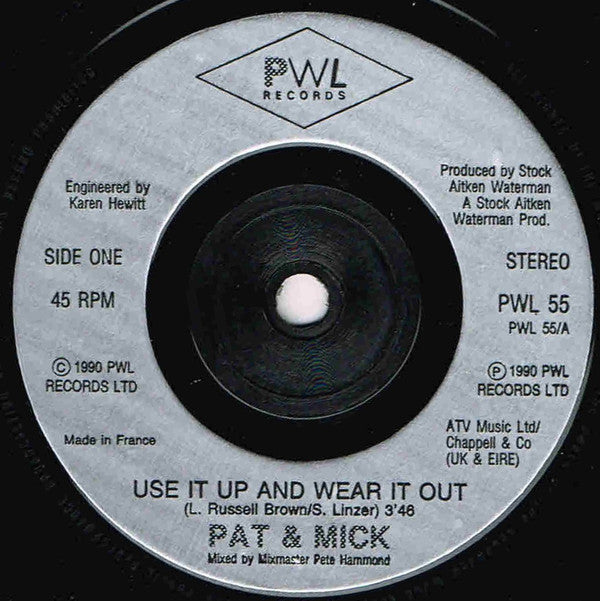 PWL
RECORDS
Engineered by
Karen Hewitt
Produced by Stock
Aitken Waterman
A Stock Aitken
Waterman Prod.
SIDE ONE
STEREO
45 RPM
PWL 55
PWL 55/A
© 1990 PWL
RECORDS LTD
℗ 1990 PWL
RECORDS LTD
Made in France
ATV Music Ltd/
Chappell & Co
(UK & EIRE)
USE IT UP AND WEAR IT OUT
(L. Russell Brown/S. Linzer) 3'46
PAT & MICK
Mixed by Mixmaster Pete Hammond